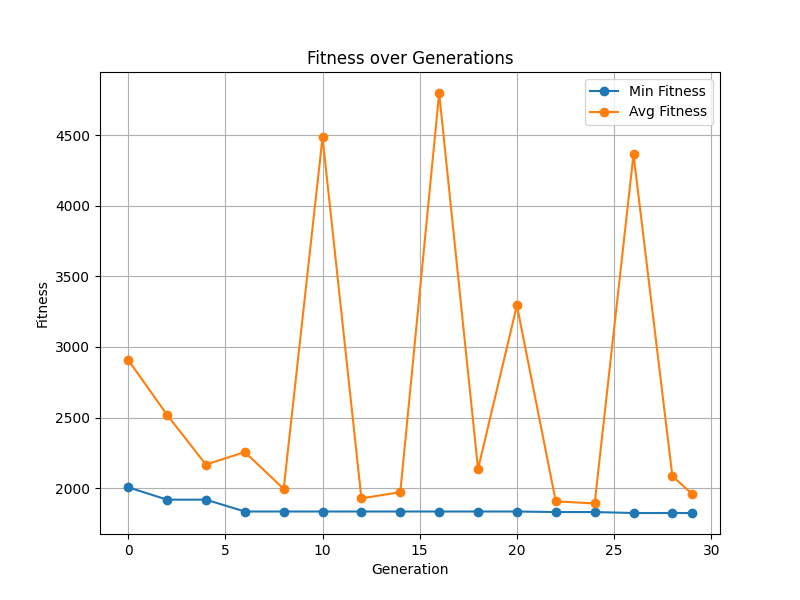 Fitness over Generations
Min Fitness
Avg Fitness
Fitness
4500
4000
3500
3000
2500
2000
0 5 10 15 20 25 30
Generation